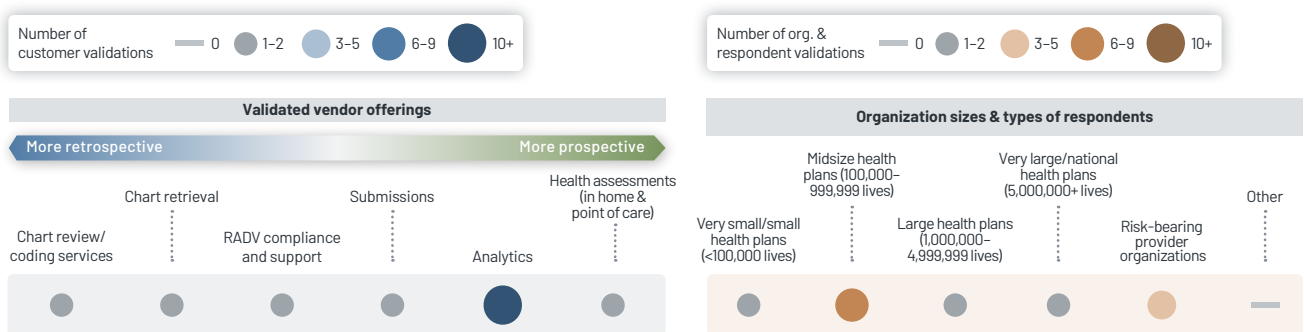 Number of
customer validations
0
1–2
3–5
6–9
10+
Number of org. &
respondent validations
0
1–2
3–5
6–9
10+
Validated vendor offerings
More retrospective
More prospective
Chart review/
coding services
Chart retrieval
RADV compliance
and support
Submissions
Analytics
Health assessments
(in home &
point of care)
Organization sizes & types of respondents
Very small/small
health plans
(<100,000 lives)
Midsize health
plans (100,000–
999,999 lives)
Large health plans
(1,000,000–
4,999,999 lives)
Very large/national
health plans
(5,000,000+ lives)
Risk-bearing
provider
organizations
Other